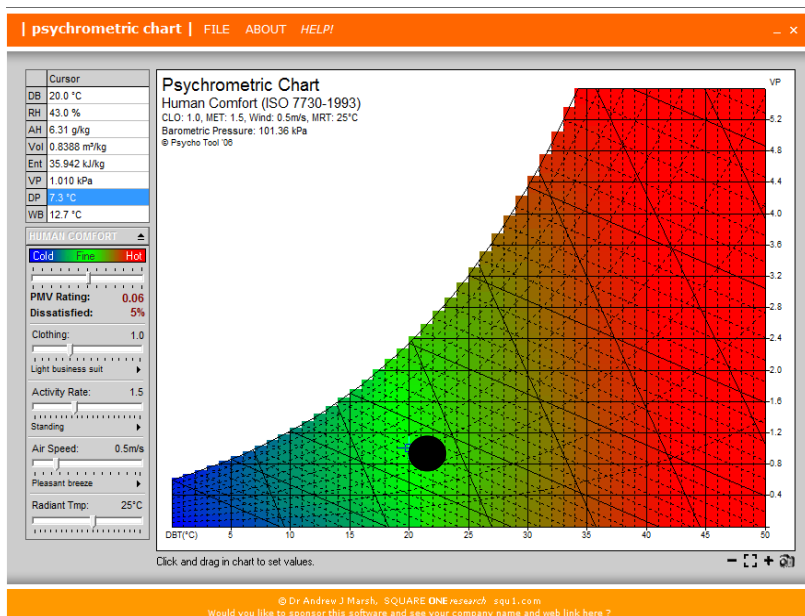 | psychrometric chart | FILE ABOUT HELP!
Cursor
DB 20.0 °C
RH 43.0 %
AH 6.31 g/kg
Vol 0.8388 m³/kg
Ent 35.942 kJ/kg
VP 1.010 kPa
DP 7.3 °C
WB 12.7 °C
HUMAN COMFORT
Cold Fine Hot
PMV Rating: 0.06
Dissatisfied: 5%
Clothing: 1.0
Light business suit
Activity Rate: 1.5
Standing
Air Speed: 0.5m/s
Pleasant breeze
Radiant Tmp: 25°C
Psychrometric Chart
Human Comfort (ISO 7730-1993)
CLO: 1.0, MET: 1.5, Wind: 0.5m/s, MRT: 25°C
Barometric Pressure: 101.36 kPa
© Psycho Tool '06
VP
5.2
4.8
4.4
4.0
3.6
3.2
2.8
2.4
2.0
1.6
1.2
0.8
0.4
DBT(°C) 5 10 15 20 25 30 35 40 45 50
Click and drag in chart to set values.
© Dr Andrew J Marsh, SQUARE ONE research squ1.com
Would you like to sponsor this software and see your company name and web link here ?